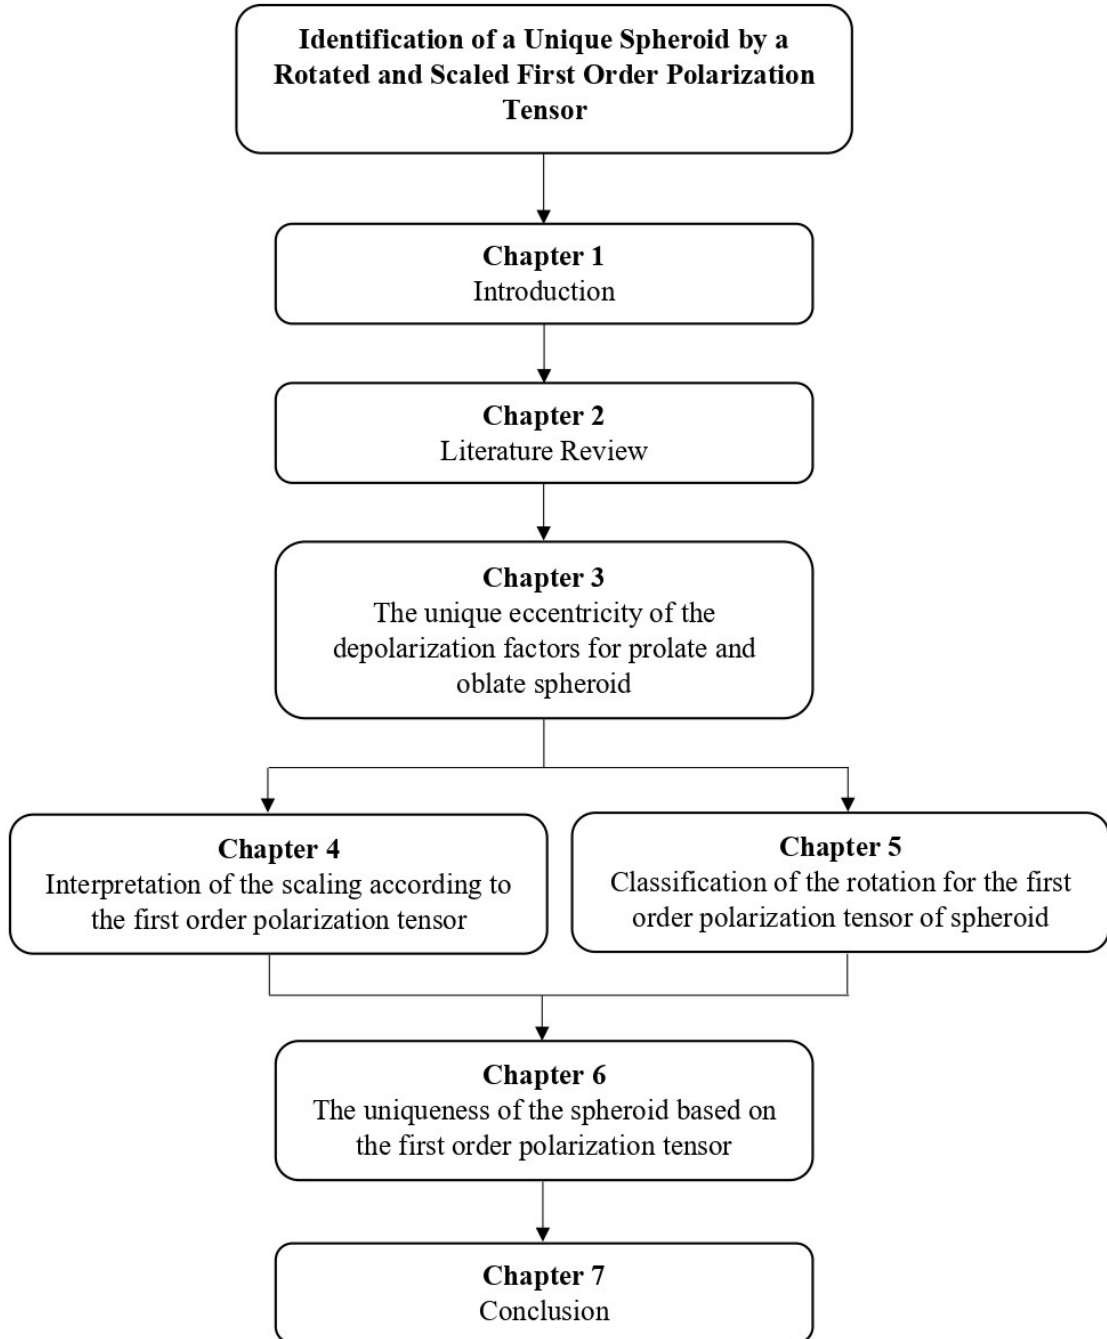 Identification of a Unique Spheroid by a
Rotated and Scaled First Order Polarization
Tensor
Chapter 1
Introduction
Chapter 2
Literature Review
Chapter 3
The unique eccentricity of the
depolarization factors for prolate and
oblate spheroid
Chapter 4
Interpretation of the scaling according to
the first order polarization tensor
Chapter 5
Classification of the rotation for the first
order polarization tensor of spheroid
Chapter 6
The uniqueness of the spheroid based on
the first order polarization tensor
Chapter 7
Conclusion